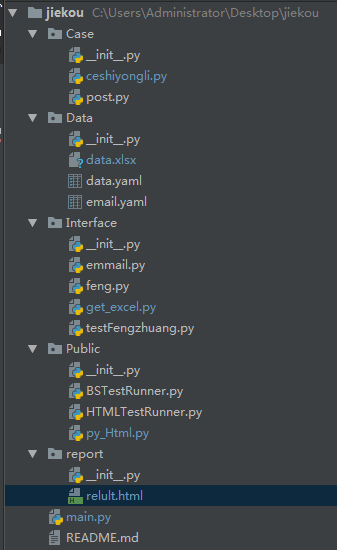 jiekou C:\Users\Administrator\Desktop\jiekou
Case
__init__.py
ceshiyongli.py
post.py
Data
__init__.py
data.xlsx
data.yaml
email.yaml
Interface
__init__.py
emmail.py
feng.py
get_excel.py
testFengzhuang.py
Public
__init__.py
BSTestRunner.py
HTMLTestRunner.py
py_Html.py
report
__init__.py
relult.html
main.py
README.md